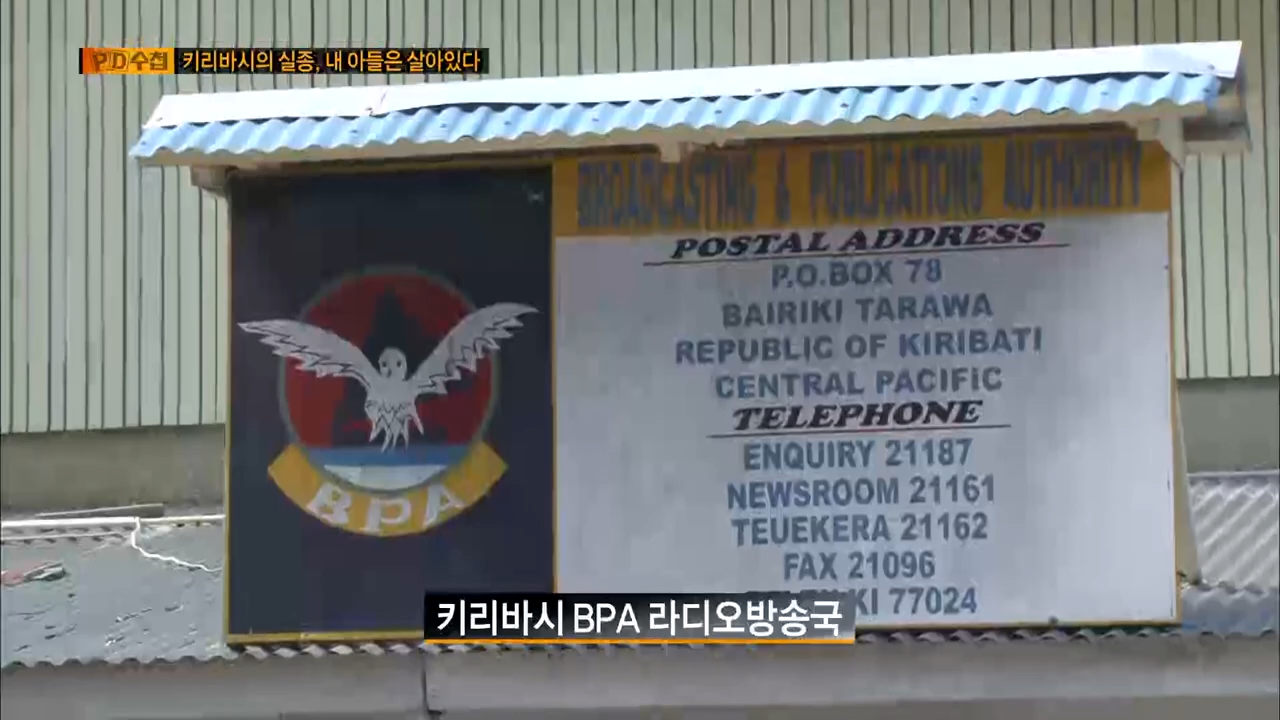 PD수첩 키리바시의 실종, 내 아들은 살아있다
BROADCASTING & PUBLICATIONS AUTHORITY
POSTAL ADDRESS
P.O.BOX 78
BAIRIKI TARAWA
REPUBLIC OF KIRIBATI
CENTRAL PACIFIC
TELEPHONE
ENQUIRY 21187
NEWSROOM 21161
TEUEKERA 21162
FAX 21096
KI 77024
BPA
키리바시 BPA 라디오방송국